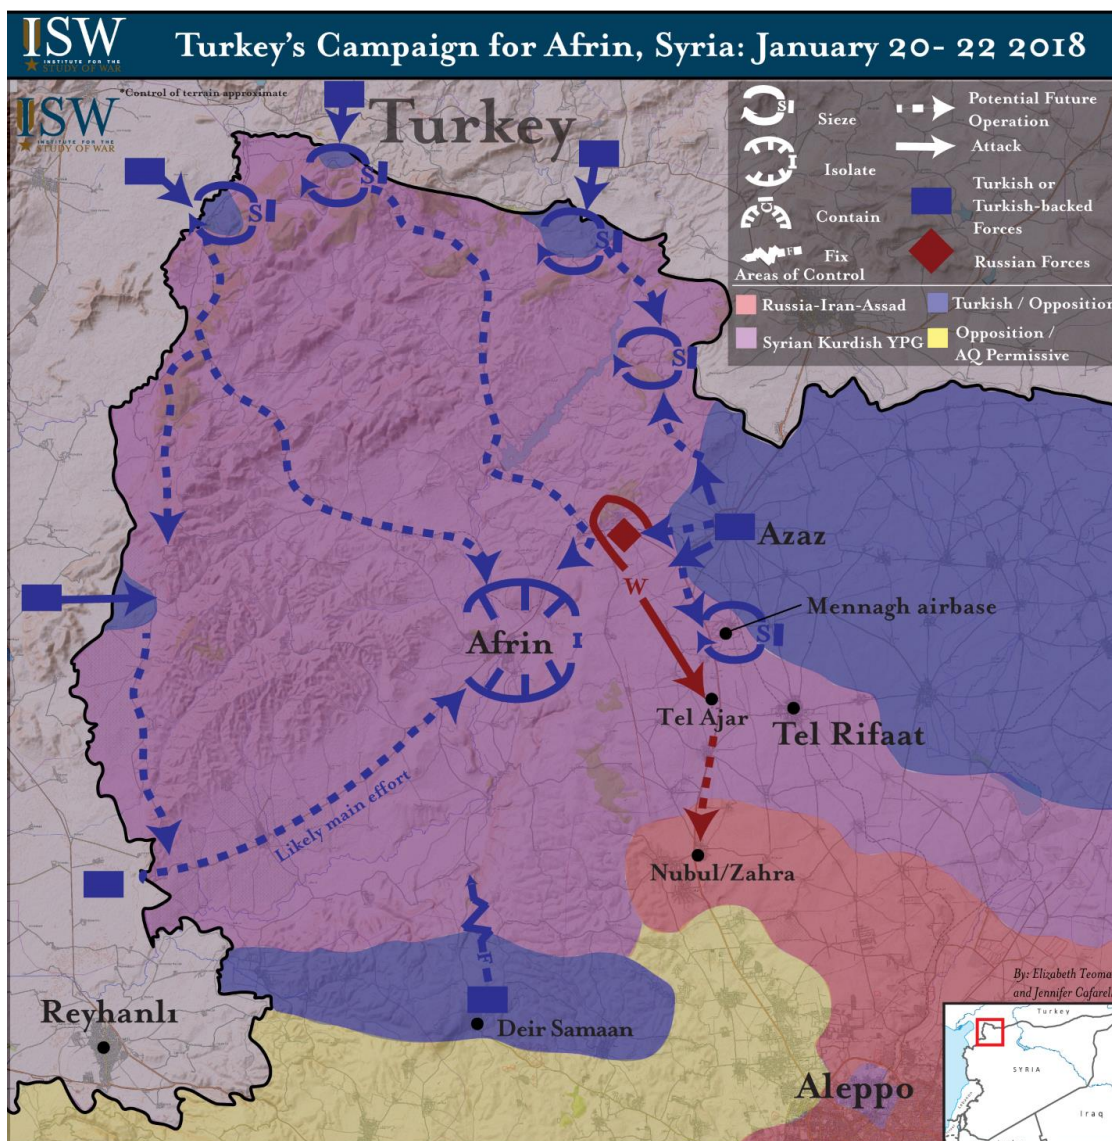 ISW
INSTITUTE FOR THE
STUDY OF WAR
Turkey's Campaign for Afrin, Syria: January 20- 22 2018
*Control of terrain approximate
ISW
INSTITUTE FOR THE
STUDY OF WAR
Turkey
S
Sieze
Potential Future
Operation
Attack
I
Isolate
Turkish or
Turkish-backed
Forces
C
Contain
F
Fix
Russian Forces
Areas of Control
Russia-Iran-Assad
Turkish / Opposition
Syrian Kurdish YPG
Opposition /
AQ Permissive
S
S
S
S
Azaz
W
Mennagh airbase
S
Afrin
I
Tel Ajar
Tel Rifaat
Likely main effort
Nubul/Zahra
F
Reyhanlı
Deir Samaan
By: Elizabeth Teoma
and Jennifer Cafarell
Aleppo
Turkey
SYRIA
Iraq